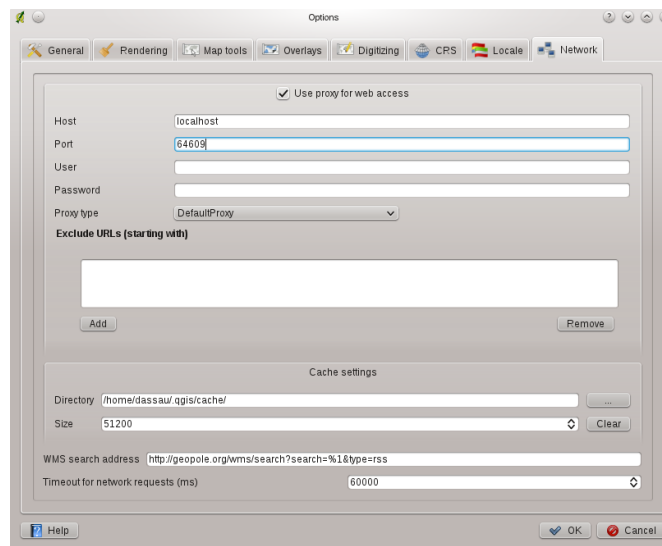 Options
General Rendering Map tools Overlays Digitizing CRS Locale Network
Use proxy for web access
Host localhost
Port 64609
User
Password
Proxy type DefaultProxy
Exclude URLs (starting with)
Add Remove
Cache settings
Directory /home/dassau/.qgis/cache/ ...
Size 51200 Clear
WMS search address http://geopole.org/wms/search?search=%1&type=rss
Timeout for network requests (ms) 60000
Help OK Cancel